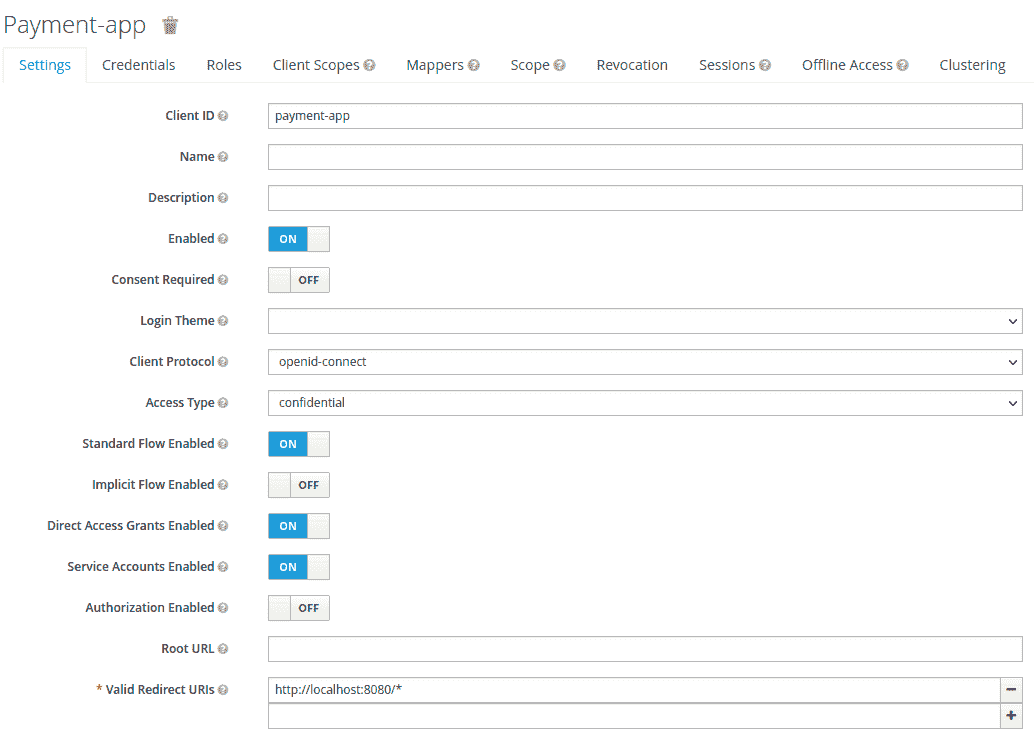 Payment-app
Settings Credentials Roles Client Scopes Mappers Scope Revocation Sessions Offline Access Clustering
Client ID payment-app
Name
Description
Enabled ON
Consent Required OFF
Login Theme
Client Protocol openid-connect
Access Type confidential
Standard Flow Enabled ON
Implicit Flow Enabled OFF
Direct Access Grants Enabled ON
Service Accounts Enabled ON
Authorization Enabled OFF
Root URL
* Valid Redirect URIs http://localhost:8080/*